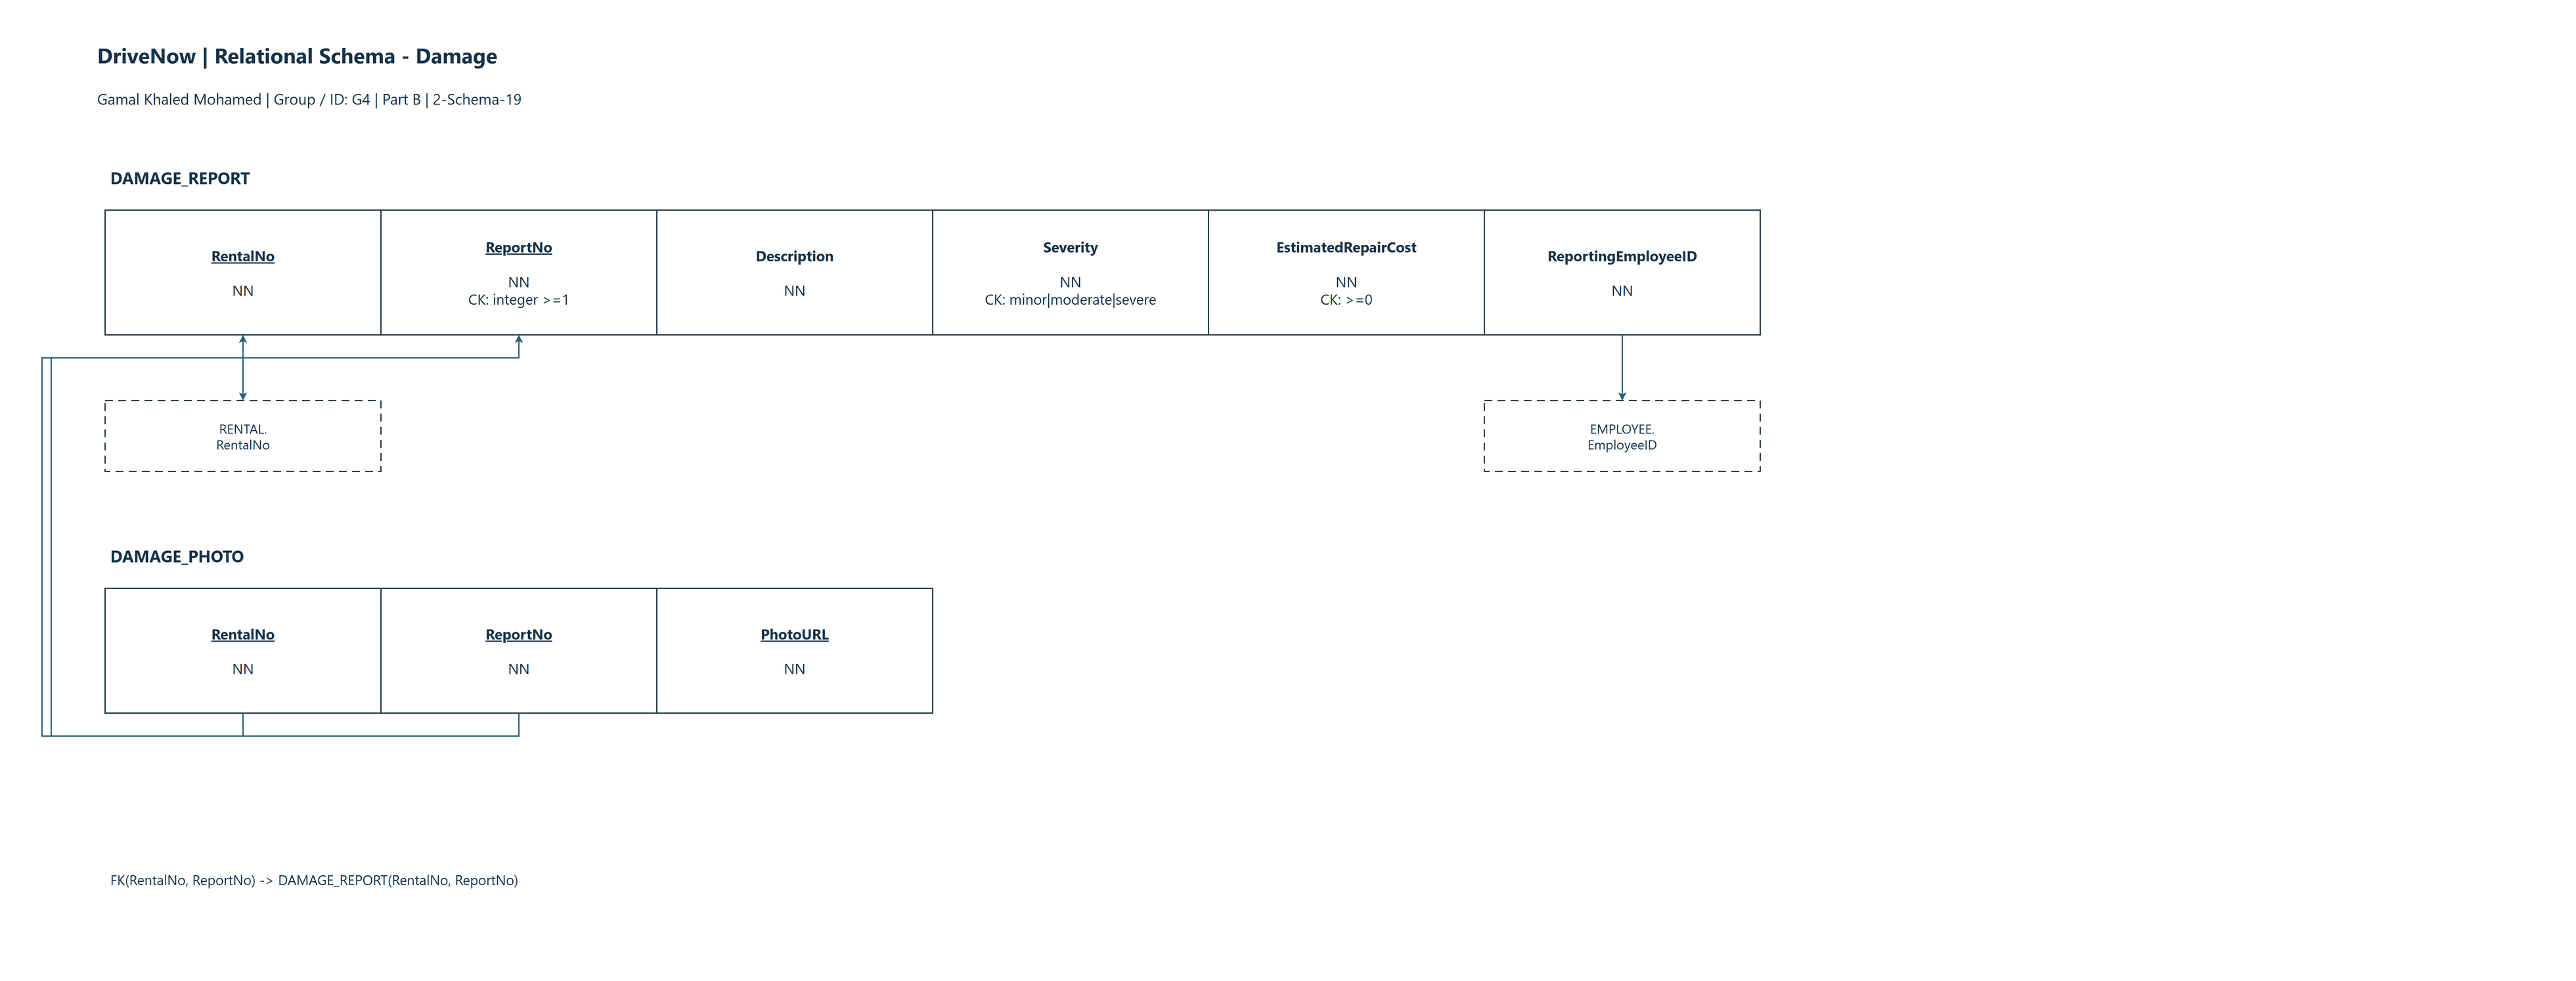 DriveNow | Relational Schema - Damage
Gamal Khaled Mohamed | Group / ID: G4 | Part B | 2-Schema-19
DAMAGE_REPORT
RentalNo
NN
ReportNo
NN
CK: integer >=1
Description
NN
Severity
NN
CK: minor|moderate|severe
EstimatedRepairCost
NN
CK: >=0
ReportingEmployeeID
NN
RENTAL.
RentalNo
EMPLOYEE.
EmployeeID
DAMAGE_PHOTO
RentalNo
NN
ReportNo
NN
PhotoURL
NN
FK(RentalNo, ReportNo) -> DAMAGE_REPORT(RentalNo, ReportNo)